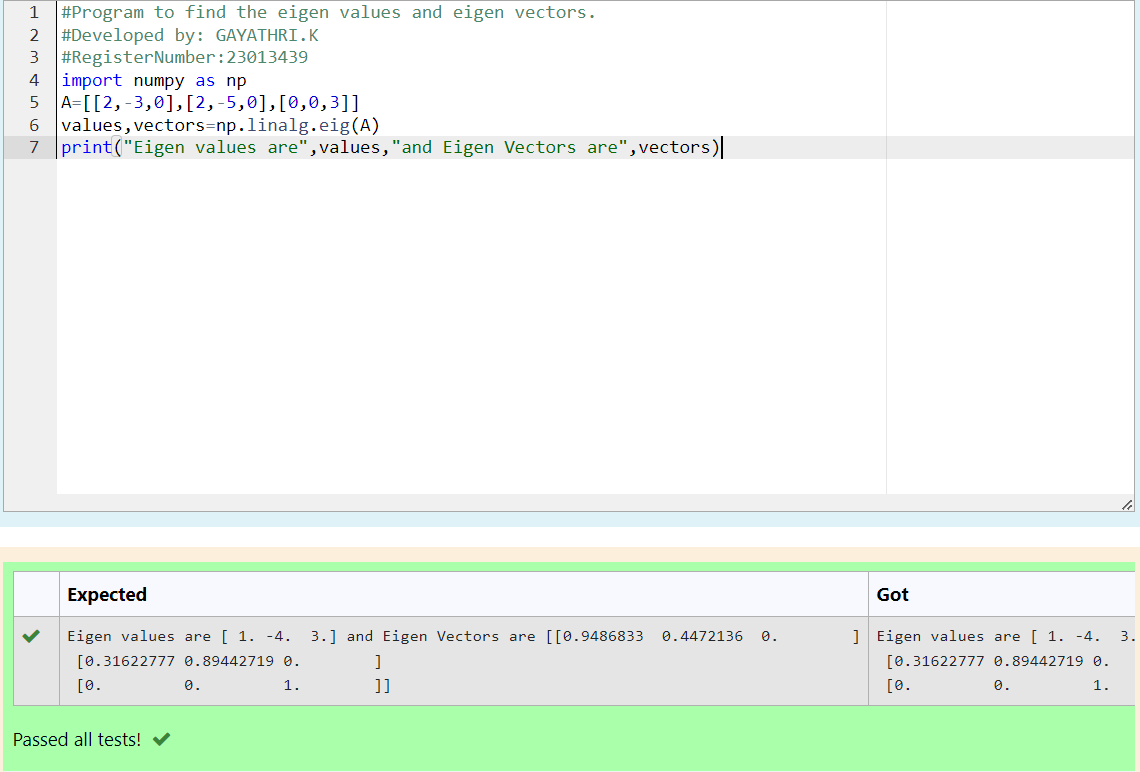 1 #Program to find the eigen values and eigen vectors.
2 #Developed by: GAYATHRI.K
3 #RegisterNumber:23013439
4 import numpy as np
5 A=[[2,-3,0],[2,-5,0],[0,0,3]]
6 values,vectors=np.linalg.eig(A)
7 print("Eigen values are",values,"and Eigen Vectors are",vectors)
Expected Got
Eigen values are [ 1. -4.  3.] and Eigen Vectors are [[0.9486833  0.4472136  0.        ] Eigen values are [ 1. -4.  3.
[0.31622777 0.89442719 0.        ] [0.31622777 0.89442719 0.
[0.         0.         1.        ]] [0.         0.         1.
Passed all tests!